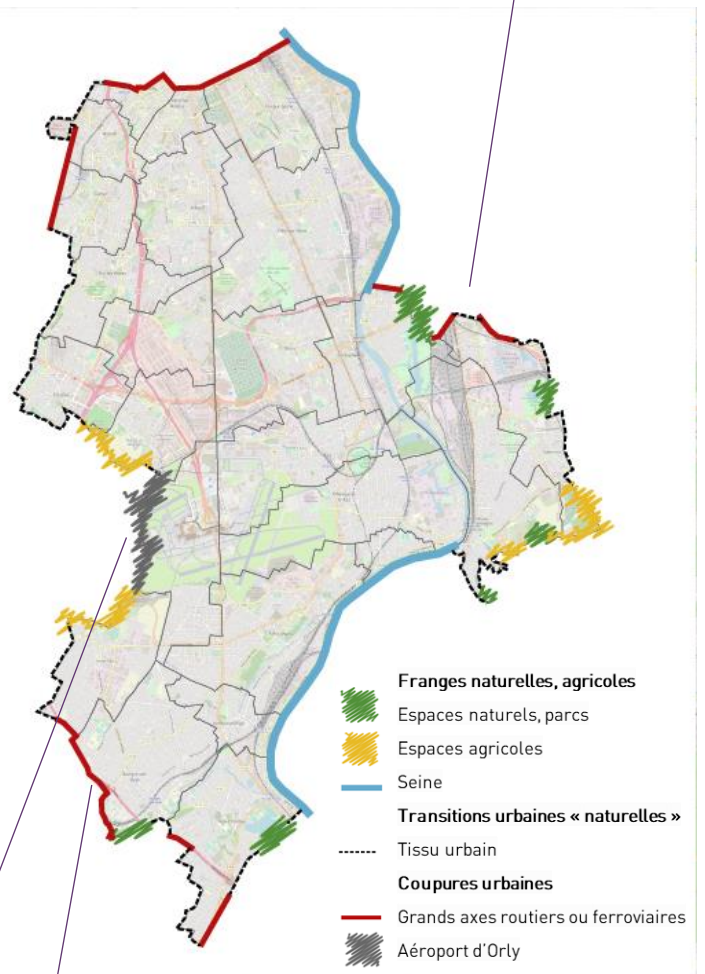 Franges naturelles, agricoles
Espaces naturels, parcs
Espaces agricoles
Seine
Transitions urbaines « naturelles »
Tissu urbain
Coupures urbaines
Grands axes routiers ou ferroviaires
Aéroport d'Orly